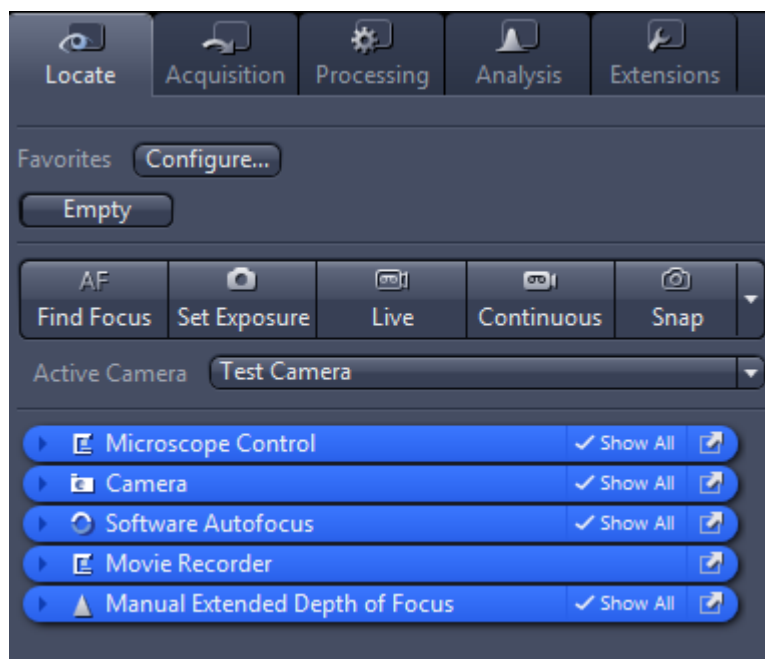 Locate Acquisition Processing Analysis Extensions
Favorites Configure...
Empty
AF
Find Focus Set Exposure Live Continuous Snap
Active Camera Test Camera
Microscope Control Show All
Camera Show All
Software Autofocus Show All
Movie Recorder
Manual Extended Depth of Focus Show All